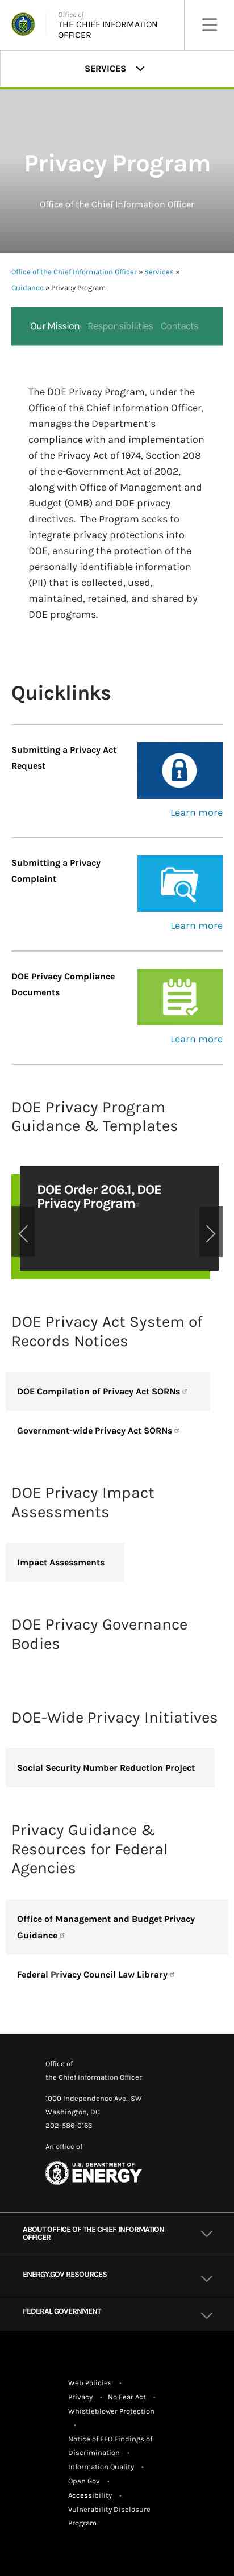 Office of
THE CHIEF INFORMATION
OFFICER
SERVICES
Privacy Program
Office of the Chief Information Officer
Office of the Chief Information Officer » Services »
Guidance » Privacy Program
Our Mission Responsibilities Contacts
The DOE Privacy Program, under the
Office of the Chief Information Officer,
manages the Department’s
compliance with and implementation
of the Privacy Act of 1974, Section 208
of the e-Government Act of 2002,
along with Office of Management and
Budget (OMB) and DOE privacy
directives.  The Program seeks to
integrate privacy protections into
DOE, ensuring the protection of the
personally identifiable information
(PII) that is collected, used,
maintained, retained, and shared by
DOE programs.
Quicklinks
Submitting a Privacy Act
Request
Learn more
Submitting a Privacy
Complaint
Learn more
DOE Privacy Compliance
Documents
Learn more
DOE Privacy Program
Guidance & Templates
DOE Order 206.1, DOE
Privacy Program
DOE Privacy Act System of
Records Notices
DOE Compilation of Privacy Act SORNs
Government-wide Privacy Act SORNs
DOE Privacy Impact
Assessments
Impact Assessments
DOE Privacy Governance
Bodies
DOE-Wide Privacy Initiatives
Social Security Number Reduction Project
Privacy Guidance &
Resources for Federal
Agencies
Office of Management and Budget Privacy
Guidance
Federal Privacy Council Law Library
Office of
the Chief Information Officer
1000 Independence Ave., SW
Washington, DC
202-586-0166
An office of
U.S. DEPARTMENT OF
ENERGY
ABOUT OFFICE OF THE CHIEF INFORMATION
OFFICER
ENERGY.GOV RESOURCES
FEDERAL GOVERNMENT
Web Policies •
Privacy • No Fear Act •
Whistleblower Protection
•
Notice of EEO Findings of
Discrimination •
Information Quality •
Open Gov •
Accessibility •
Vulnerability Disclosure
Program